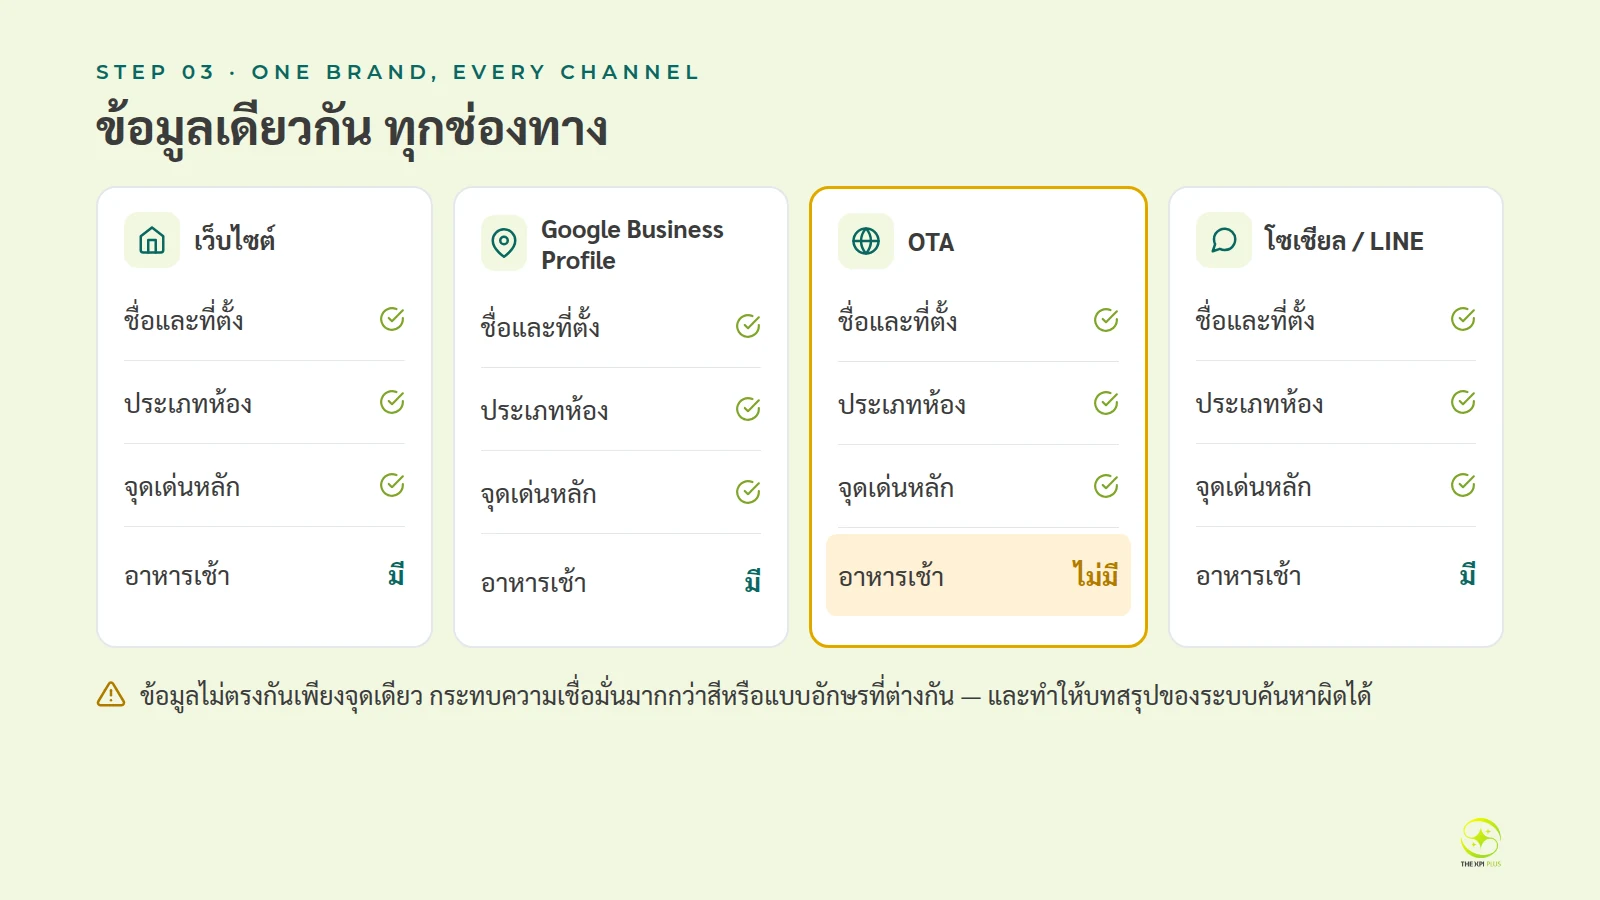 STEP 03 · ONE BRAND, EVERY CHANNEL
ข้อมูลเดียวกัน ทุกช่องทาง
เว็บไซต์
ชื่อและที่ตั้ง
ประเภทห้อง
จุดเด่นหลัก
อาหารเช้า มี
Google Business
Profile
ชื่อและที่ตั้ง
ประเภทห้อง
จุดเด่นหลัก
อาหารเช้า มี
OTA
ชื่อและที่ตั้ง
ประเภทห้อง
จุดเด่นหลัก
อาหารเช้า ไม่มี
โซเชียล / LINE
ชื่อและที่ตั้ง
ประเภทห้อง
จุดเด่นหลัก
อาหารเช้า มี
ข้อมูลไม่ตรงกันเพียงจุดเดียว กระทบความเชื่อมั่นมากกว่าสีหรือแบบอักษรที่ต่างกัน — และทำให้บทสรุปของระบบค้นหาผิดได้
THE XPI PLUS